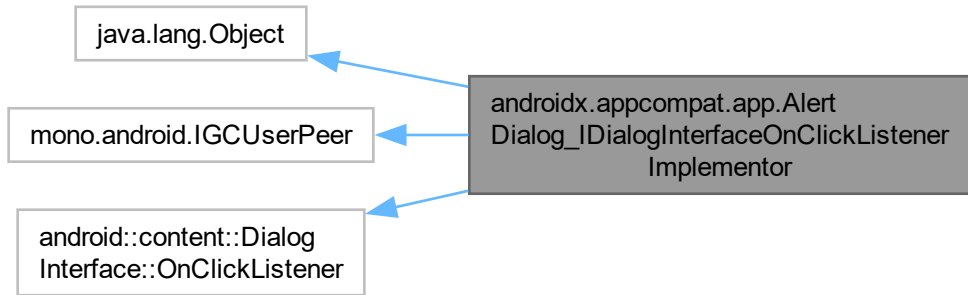 java.lang.Object
mono.android.IGCUserPeer
android::content::Dialog
Interface::OnClickListener
androidx.appcompat.app.Alert
Dialog_IDialogInterfaceOnClickListener
Implementor